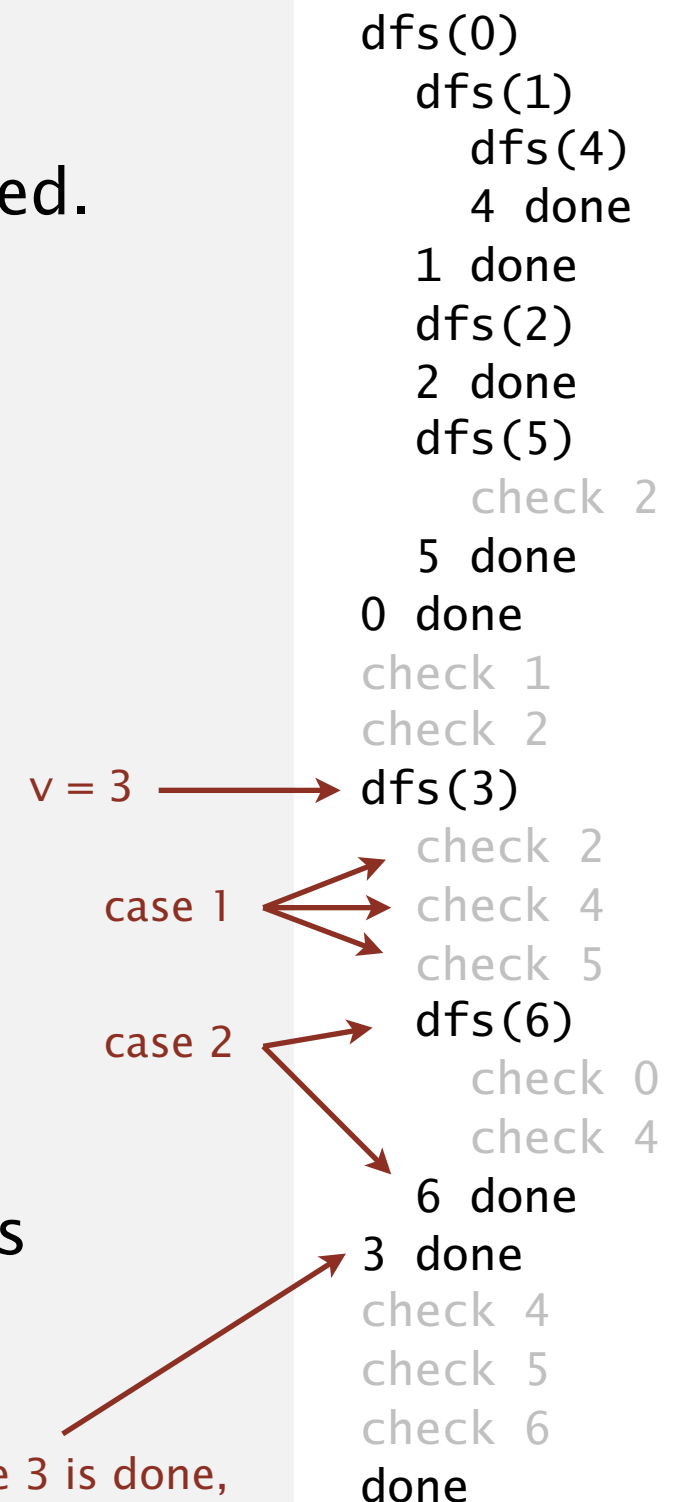 dfs(0)
dfs(1)
dfs(4)
ed.
4 done
1 done
dfs(2)
2 done
dfs(5)
check 2
5 done
0 done
check 1
check 2
v = 3 dfs(3)
check 2
case 1 check 4
check 5
dfs(6)
case 2
check 0
check 4
6 done
s
3 done
check 4
check 5
check 6
e 3 is done,
done